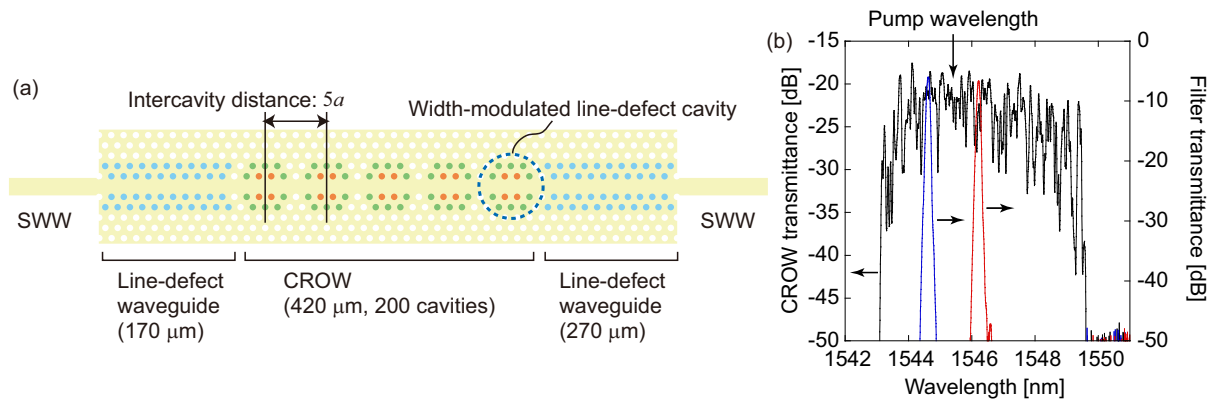 (a)
Intercavity distance: 5a
Width-modulated line-defect cavity
SWW
SWW
Line-defect
waveguide
(170 μm)
CROW
(420 μm, 200 cavities)
Line-defect
waveguide
(270 μm)
(b)
Pump wavelength
CROW transmittance [dB]
-15
-20
-25
-30
-35
-40
-45
-50
0
-10
-20
-30
-40
-50
Filter transmittance [dB]
1542
1544
1546
1548
1550
Wavelength [nm]